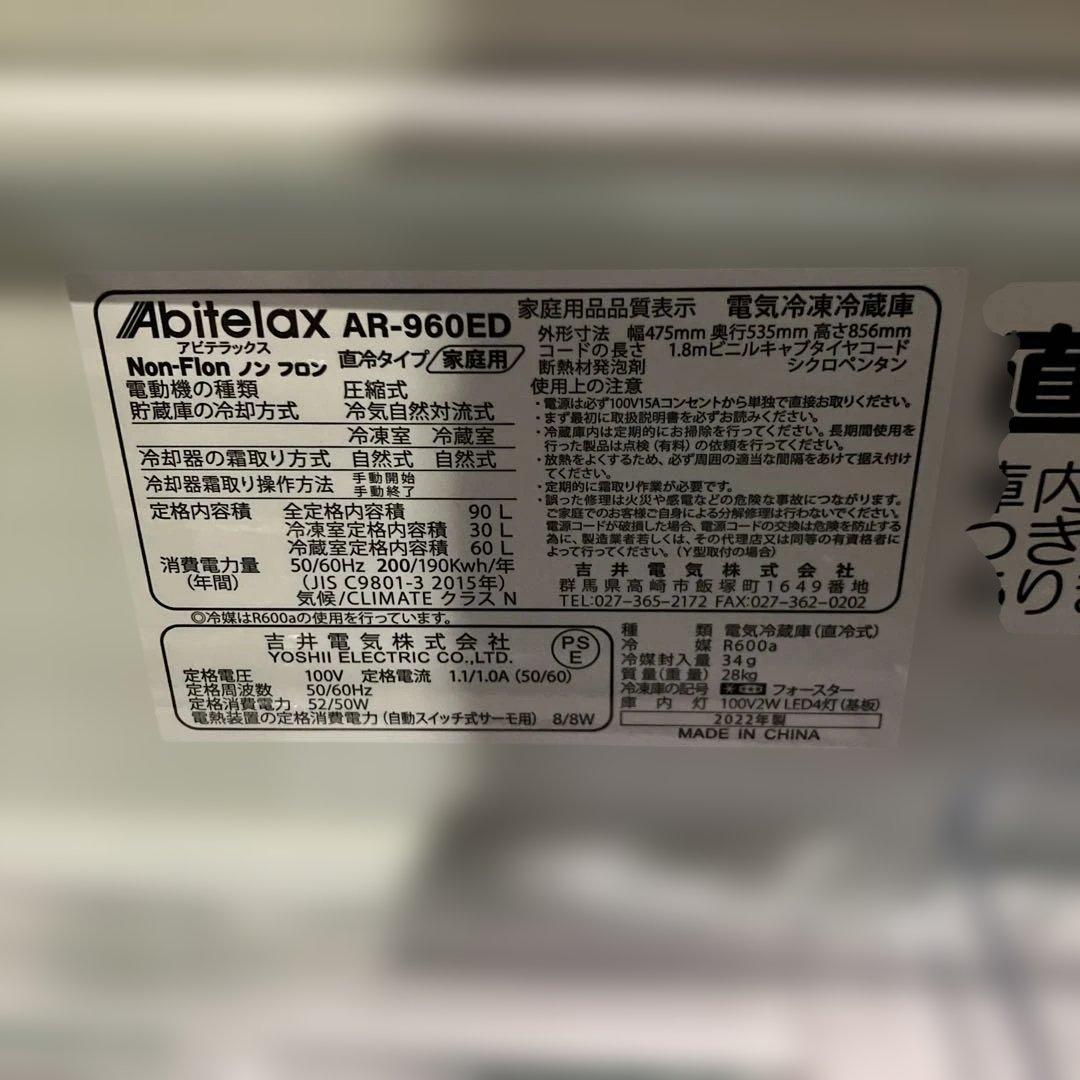 Abitelax AR-960ED
アビテラックス
Non-Flon ノンフロン 直冷タイプ/家庭用
電動機の種類 圧縮式
貯蔵庫の冷却方式 冷気自然対流式
冷凍室 冷蔵室
冷却器の霜取り方式 自然式 自然式
冷却器霜取り操作方法 手動開始
手動終了
定格内容積 全定格内容積 90 L
冷凍室定格内容積 30 L
冷蔵室定格内容積 60 L
消費電力量 50/60Hz 200/190Kwh/年
(年間) (JIS C9801-3 2015年)
気候/CLIMATE クラス N
家庭用品品質表示 電気冷凍冷蔵庫
外形寸法 幅475mm 奥行535mm 高さ856mm
コードの長さ 1.8mビニルキャブタイヤコード
断熱材発泡剤 シクロペンタン
使用上の注意
・電源は必ず100V15Aコンセントから単独で直接お取りください。
・まず最初に取扱説明書を必ずお読みください。
・冷蔵庫内は定期的にお掃除を行ってください。長期間使用を
行った製品は点検(有料)の依頼を行ってください。
・放熱をよくするため、必ず周囲の適当な間隔をあけて据え付け
てください。
・定期的に霜取り作業が必要です。
・誤った修理は火災や感電などの危険な事故につながります。
ご家庭でのお客様ご自身による分解修理は行わないでください。
電源コードが破損した場合、電源コードの交換は危険を防止する
為に、製造業者若しくは、その代理店又は同等の有資格者に
よって行ってください。(Y型取付の場合)
吉井電気株式会社
群馬県高崎市飯塚町1649番地
TEL:027-365-2172 FAX:027-362-0202
◎冷媒はR600aの使用を行っています。
吉井電気株式会社
YOSHII ELECTRIC CO.,LTD.
PS
E
定格電圧 100V 定格電流 1.1/1.0A (50/60)
定格周波数 50/60Hz
定格消費電力 52/50W
電熱装置の定格消費電力(自動スイッチ式サーモ用) 8/8W
種類 電気冷蔵庫(直冷式)
冷媒 R600a
冷媒封入量 34g
質量(重量) 28kg
冷凍庫の記号 フォースター
庫内灯 100V2W LED4灯(基板)
2022年製
MADE IN CHINA
直
庫内
つき